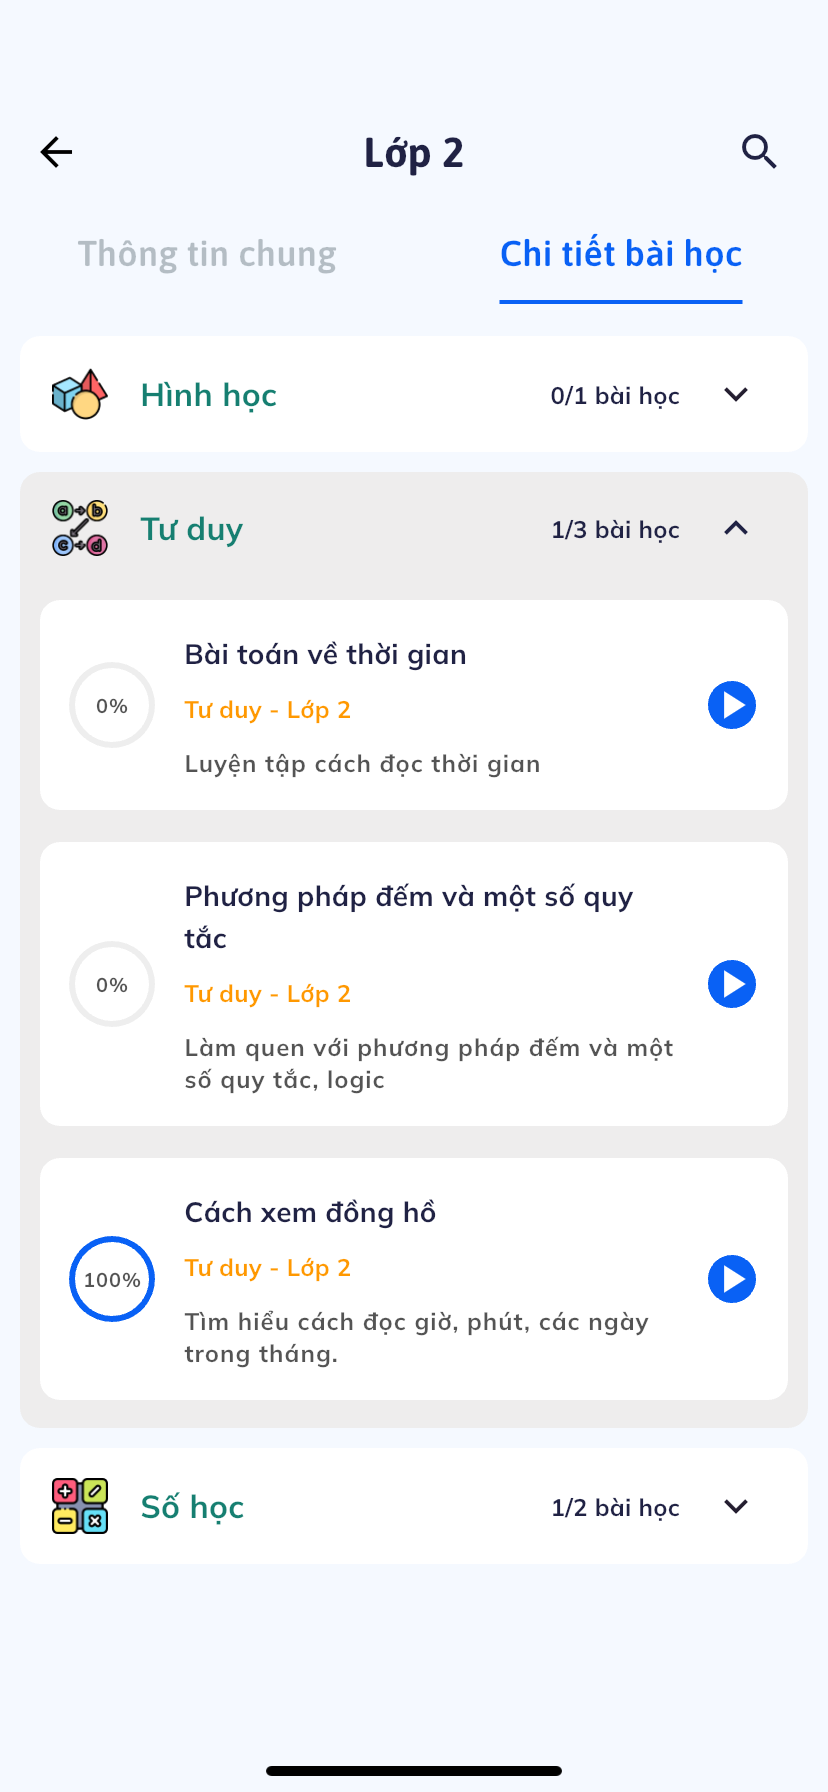 Lớp 2
Thông tin chung
Chi tiết bài học
Hình học
0/1 bài học
a b
c d
Tư duy
1/3 bài học
0%
Bài toán về thời gian
Tư duy - Lớp 2
Luyện tập cách đọc thời gian
0%
Phương pháp đếm và một số quy
tắc
Tư duy - Lớp 2
Làm quen với phương pháp đếm và một
số quy tắc, logic
100%
Cách xem đồng hồ
Tư duy - Lớp 2
Tìm hiểu cách đọc giờ, phút, các ngày
trong tháng.
Số học
1/2 bài học